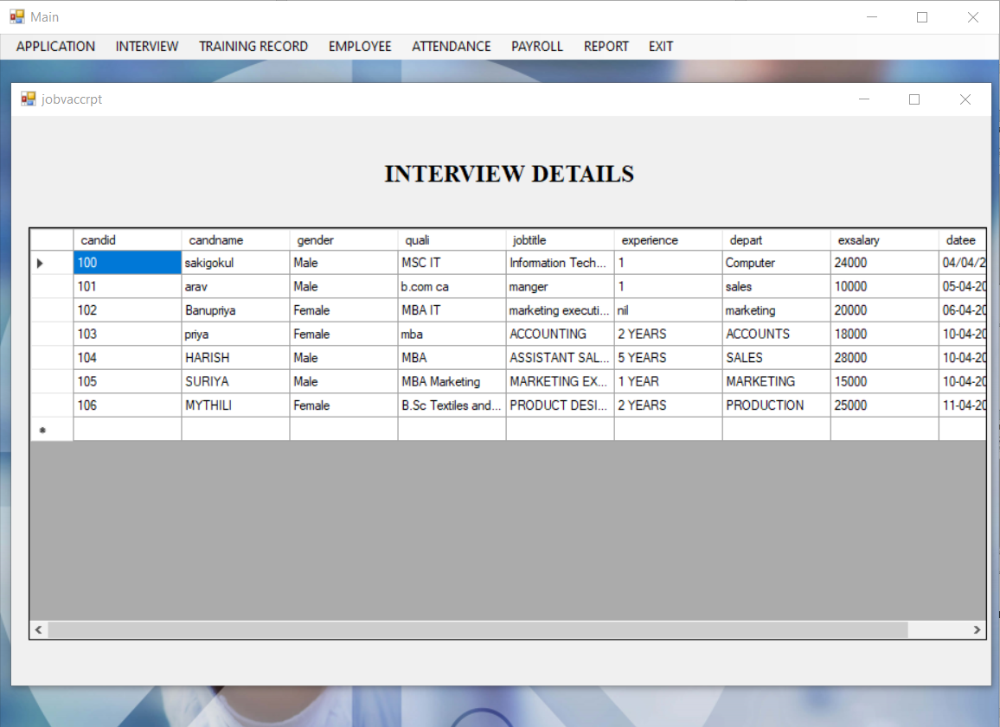 Main
APPLICATION INTERVIEW TRAINING RECORD EMPLOYEE ATTENDANCE PAYROLL REPORT EXIT
jobvaccrpt
INTERVIEW DETAILS
candid candname gender quali jobtitle experience depart exsalary datee
100 sakigokul Male MSC IT Information Tech... 1 Computer 24000 04/04/2
101 arav Male b.com ca manger 1 sales 10000 05-04-20
102 Banupriya Female MBA IT marketing executi... nil marketing 20000 06-04-20
103 priya Female mba ACCOUNTING 2 YEARS ACCOUNTS 18000 10-04-20
104 HARISH Male MBA ASSISTANT SAL... 5 YEARS SALES 28000 10-04-20
105 SURIYA Male MBA Marketing MARKETING EX... 1 YEAR MARKETING 15000 10-04-20
106 MYTHILI Female B.Sc Textiles and... PRODUCT DESI... 2 YEARS PRODUCTION 25000 11-04-20